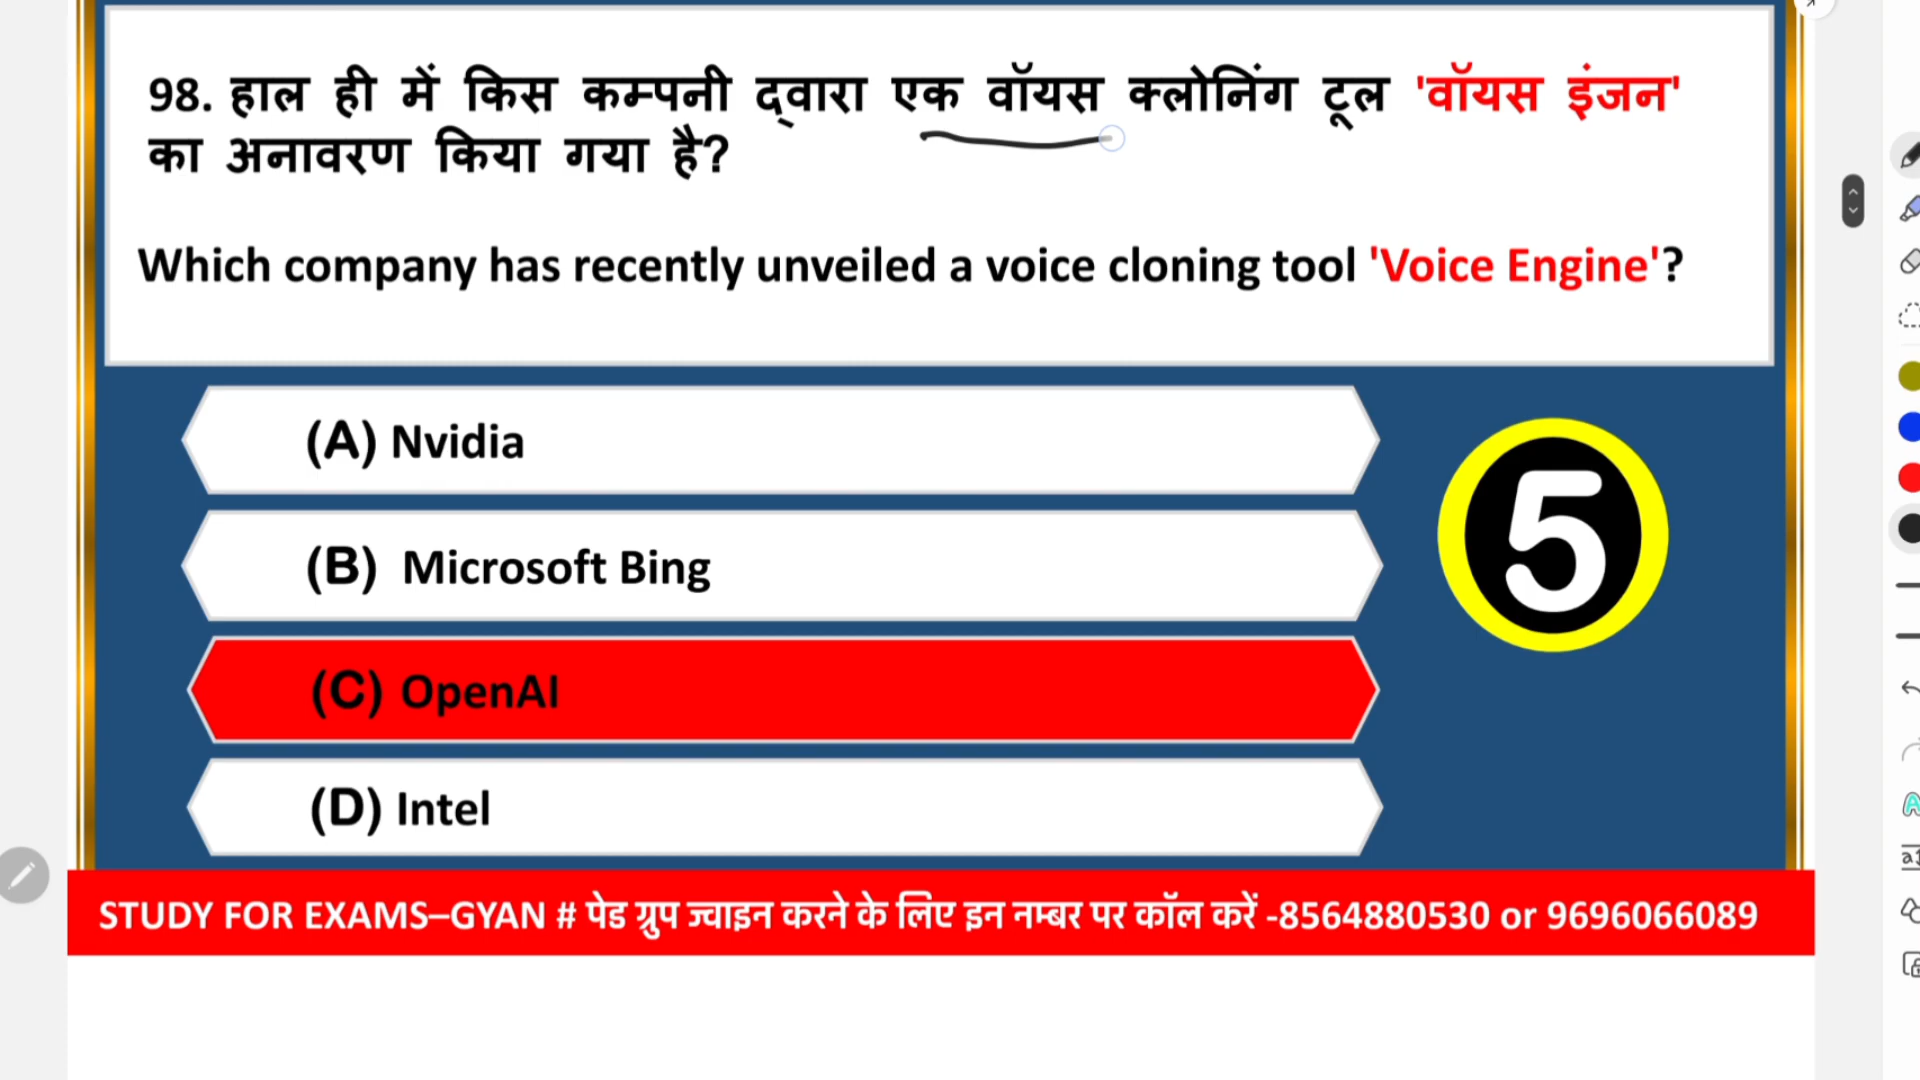 98. हाल ही में किस कम्पनी द्वारा एक वॉयस क्लोनिंग टूल 'वॉयस इंजन'
का अनावरण किया गया है?
Which company has recently unveiled a voice cloning tool 'Voice Engine'?
(A) Nvidia
(B) Microsoft Bing
(C) OpenAI
(D) Intel
5
STUDY FOR EXAMS–GYAN # पेड ग्रुप ज्वाइन करने के लिए इन नम्बर पर कॉल करें -8564880530 or 9696066089